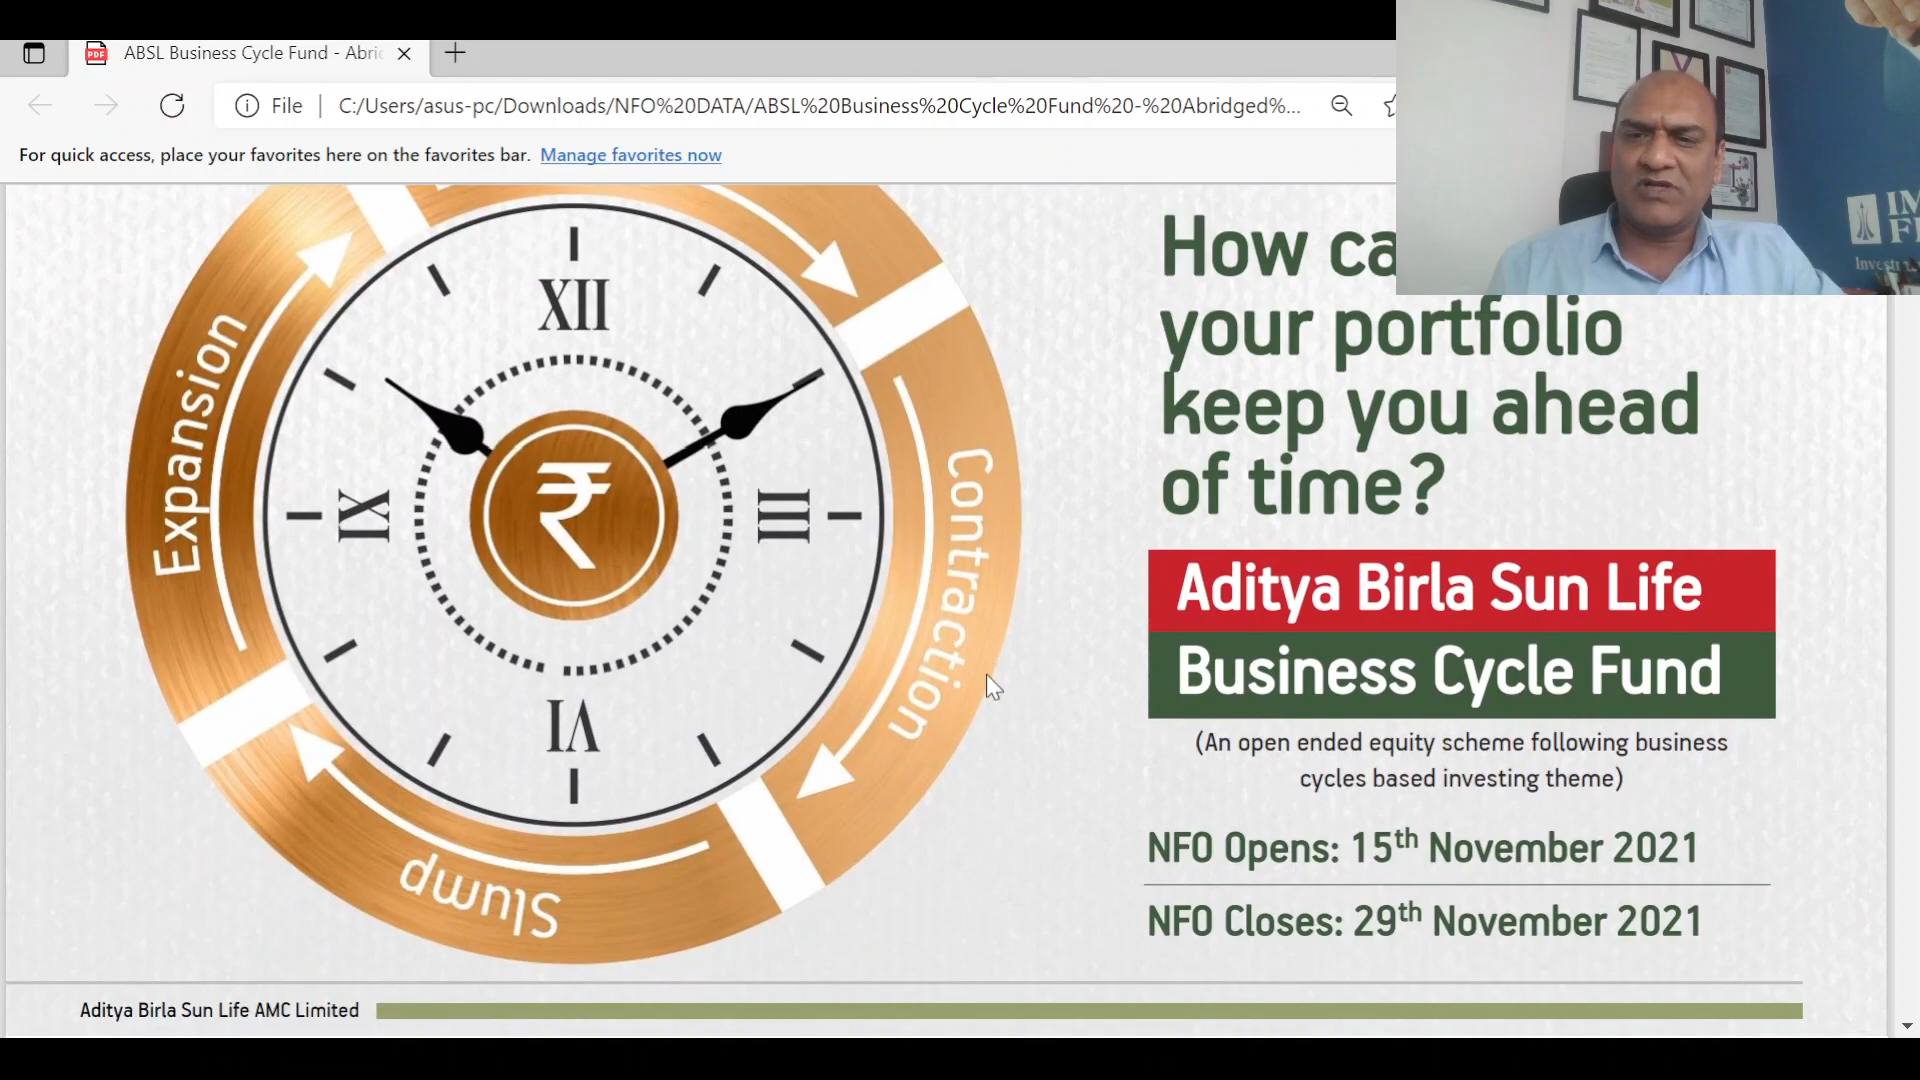 ABSL Business Cycle Fund - Abri
File
C:/Users/asus-pc/Downloads/NFO%20DATA/ABSL%20Business%20Cycle%20Fund%20-%20Abridged%...
For quick access, place your favorites here on the favorites bar. Manage favorites now
Expansion
Contraction
Slump
XII
III
VI
IX
₹
How ca
your portfolio
keep you ahead
of time?
Aditya Birla Sun Life
Business Cycle Fund
(An open ended equity scheme following business
cycles based investing theme)
NFO Opens: 15th November 2021
NFO Closes: 29th November 2021
Aditya Birla Sun Life AMC Limited